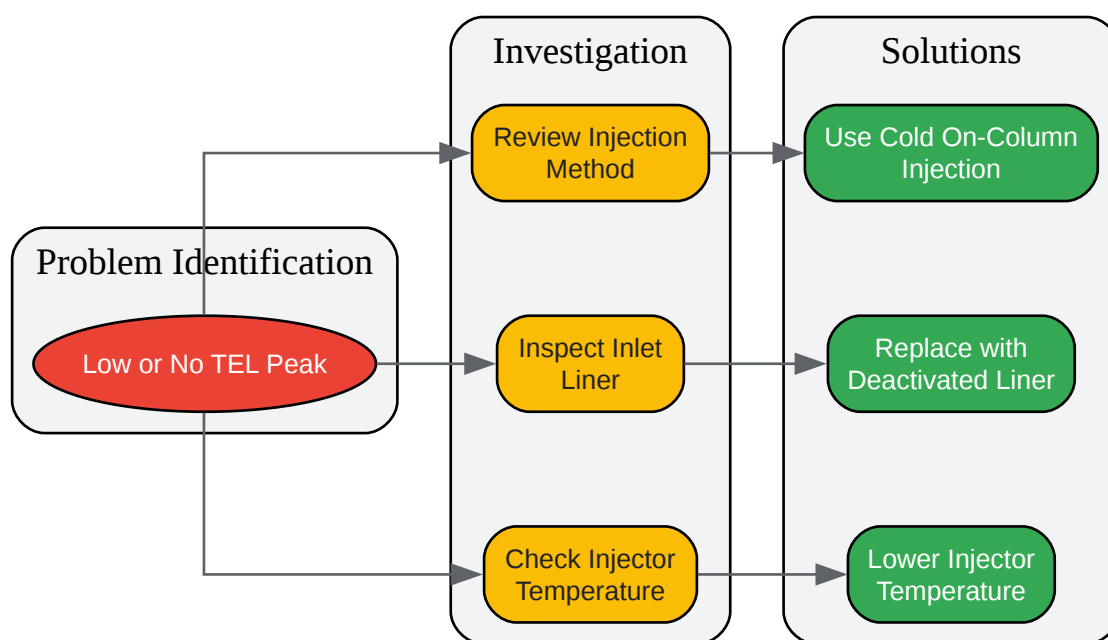 Investigation
Solutions
Review Injection
Method
Use Cold On-Column
Injection
Problem Identification
Low or No TEL Peak
Inspect Inlet
Liner
Replace with
Deactivated Liner
Check Injector
Temperature
Lower Injector
Temperature